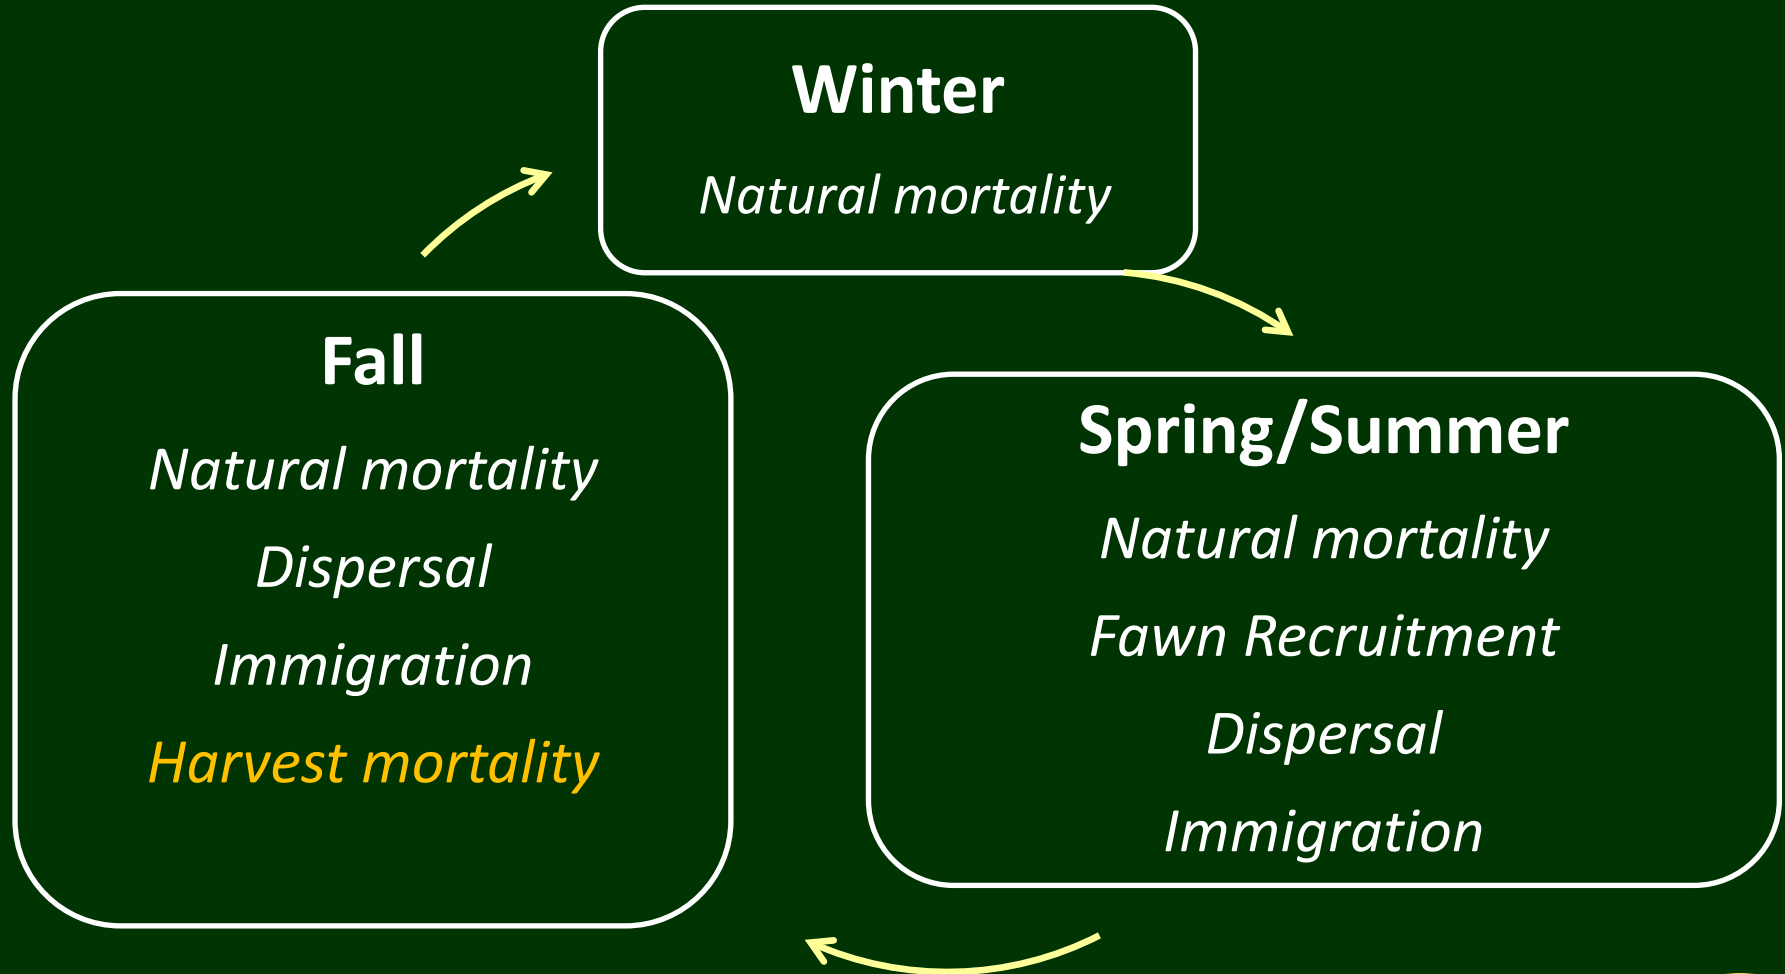 Winter
Natural mortality
Fall
Natural mortality
Dispersal
Immigration
Harvest mortality
Spring/Summer
Natural mortality
Fawn Recruitment
Dispersal
Immigration